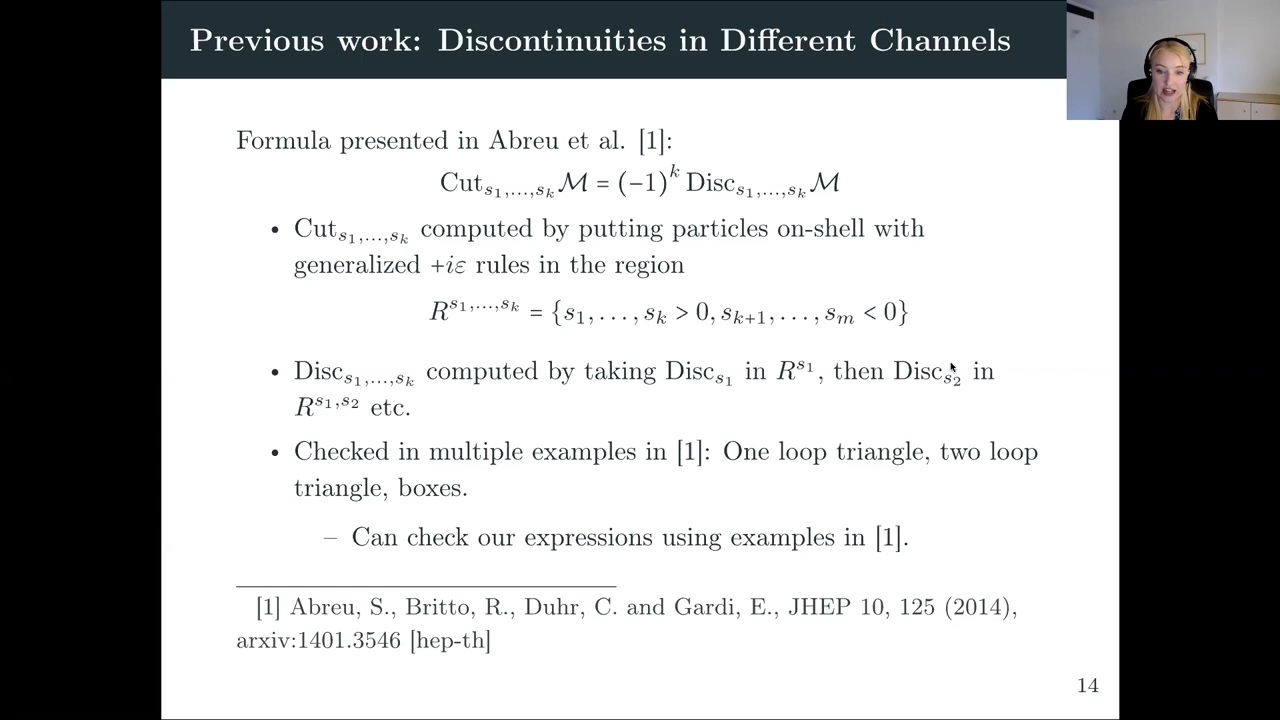 Previous work: Discontinuities in Different Channels
Formula presented in Abreu et al. [1]:
Cut_{s_1,...,s_k} ℳ = (−1)^k Disc_{s_1,...,s_k} ℳ
• Cut_{s_1,...,s_k} computed by putting particles on-shell with
generalized +iε rules in the region
R^{s_1,...,s_k} = {s_1, . . . , s_k > 0, s_{k+1}, . . . , s_m < 0}
• Disc_{s_1,...,s_k} computed by taking Disc_{s_1} in R^{s_1}, then Disc_{s_2} in
R^{s_1,s_2} etc.
• Checked in multiple examples in [1]: One loop triangle, two loop
triangle, boxes.
– Can check our expressions using examples in [1].
[1] Abreu, S., Britto, R., Duhr, C. and Gardi, E., JHEP 10, 125 (2014),
arxiv:1401.3546 [hep-th]
14